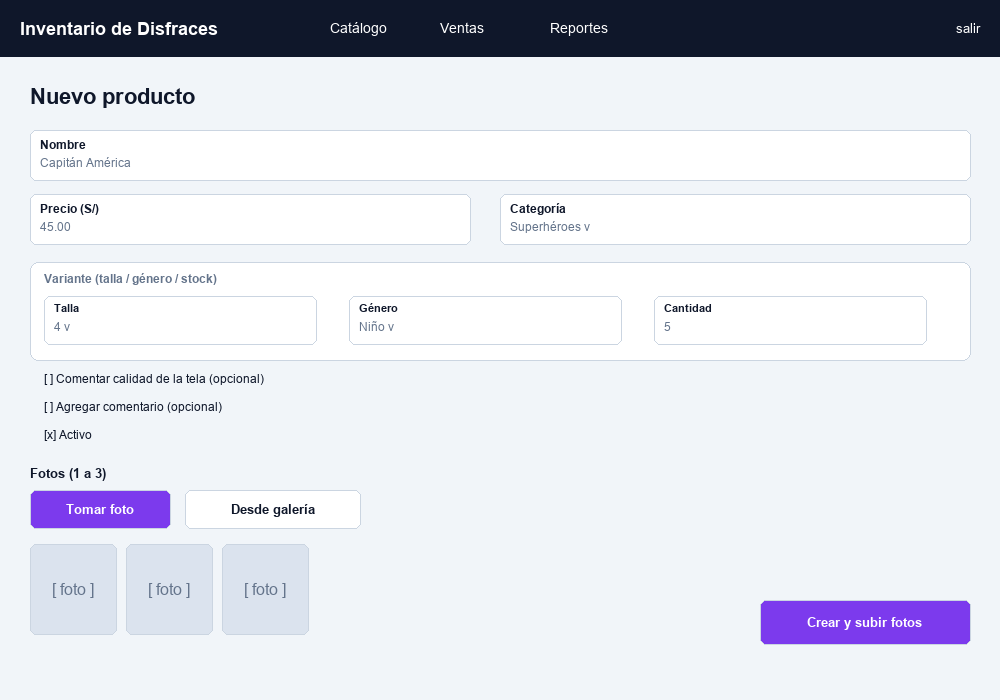 Inventario de Disfraces Catálogo Ventas Reportes salir
Nuevo producto
Nombre
Capitán América
Precio (S/)
45.00
Categoría
Superhéroes v
Variante (talla / género / stock)
Talla
4 v
Género
Niño v
Cantidad
5
[ ] Comentar calidad de la tela (opcional)
[ ] Agregar comentario (opcional)
[x] Activo
Fotos (1 a 3)
Tomar foto
Desde galería
[ foto ] [ foto ] [ foto ]
Crear y subir fotos